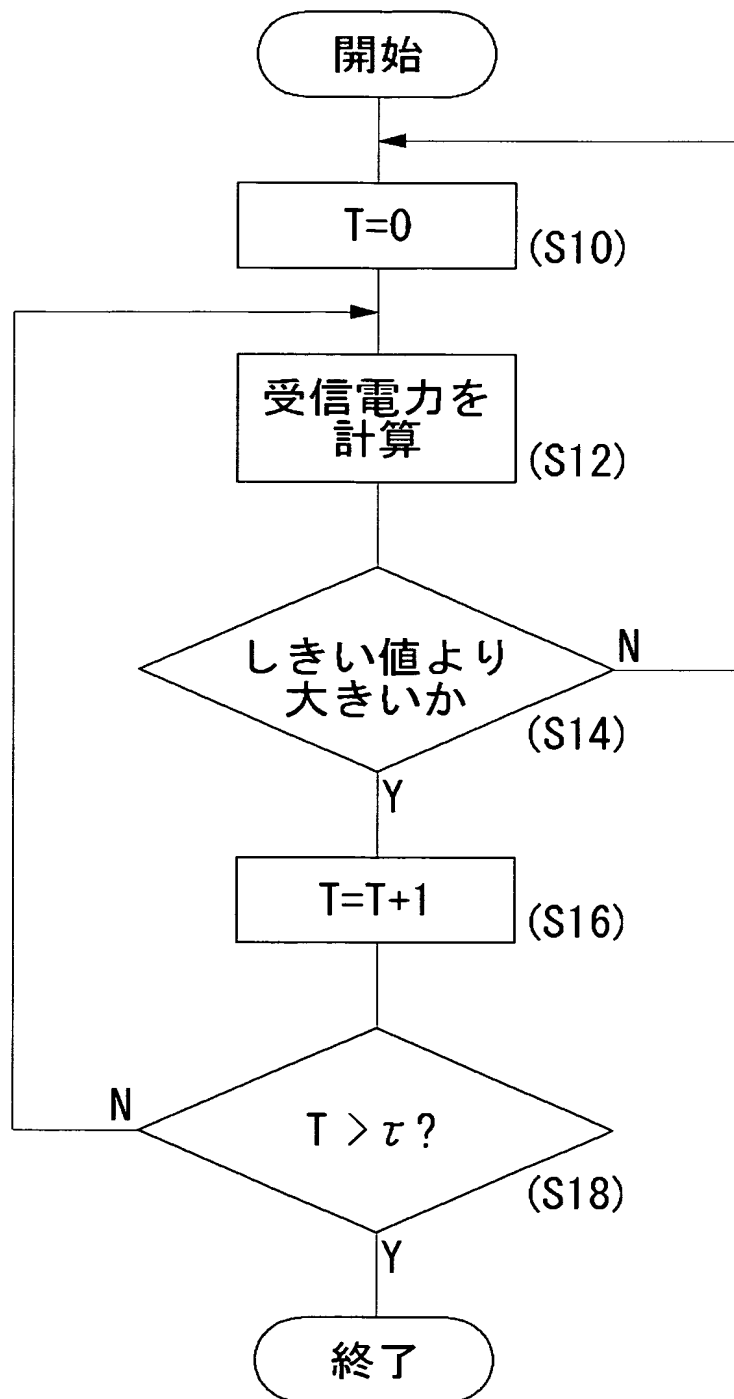 開始
T=0
(S10)
受信電力を
計算
(S12)
しきい値より
大きいか
N
(S14)
Y
T=T+1
(S16)
N
T > τ ?
(S18)
Y
終了